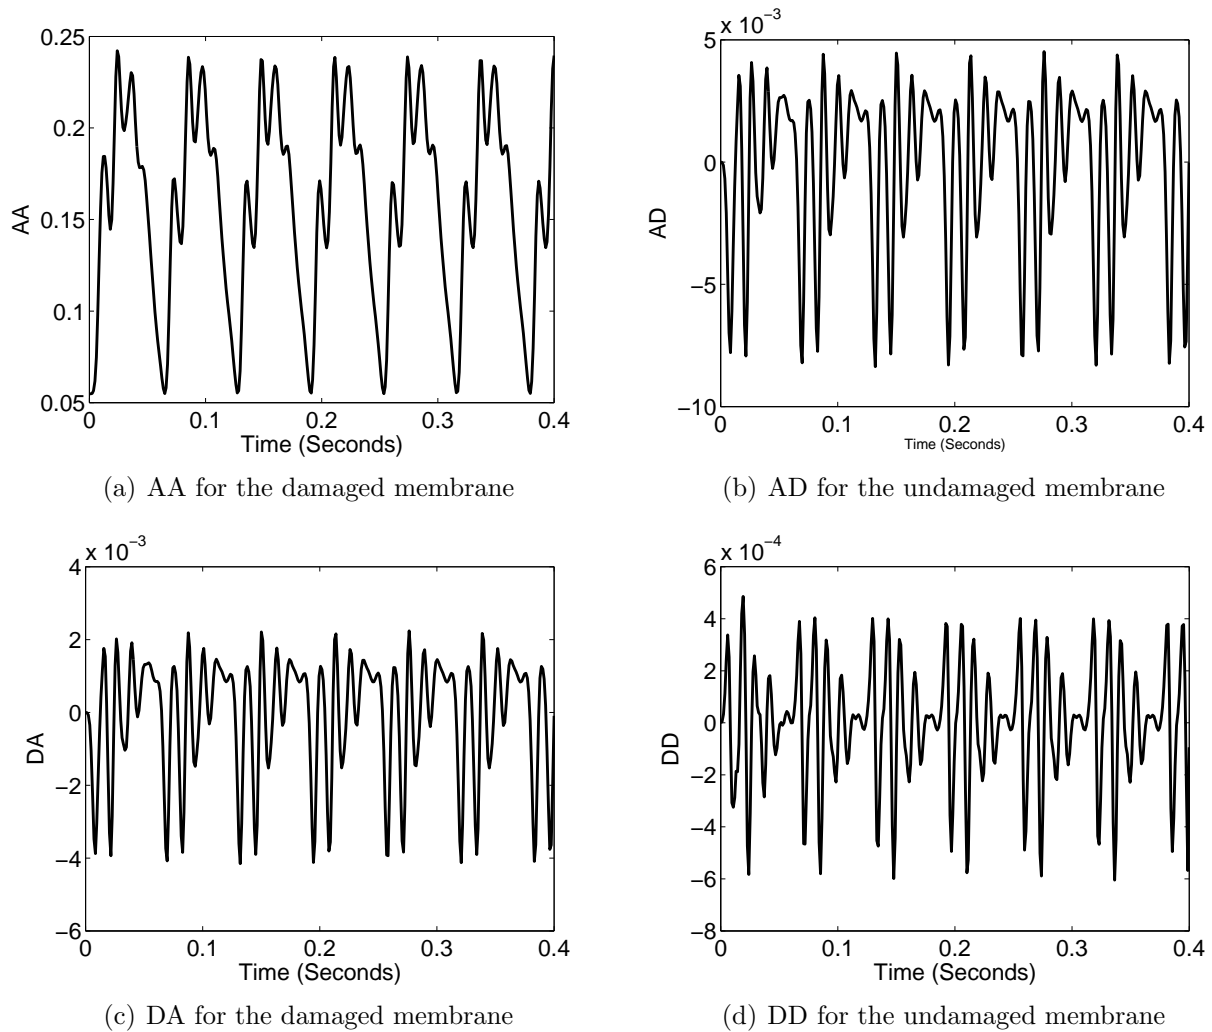 0.25
0.2
0.15
0.1
0.05
AA
0 0.1 0.2 0.3 0.4
Time (Seconds)
(a) AA for the damaged membrane
x 10−3
5
0
−5
−10
AD
0 0.1 0.2 0.3 0.4
Time (Seconds)
(b) AD for the undamaged membrane
x 10−3
4
2
0
−2
−4
−6
DA
0 0.1 0.2 0.3 0.4
Time (Seconds)
(c) DA for the damaged membrane
x 10−4
6
4
2
0
−2
−4
−6
−8
DD
0 0.1 0.2 0.3 0.4
Time (Seconds)
(d) DD for the undamaged membrane